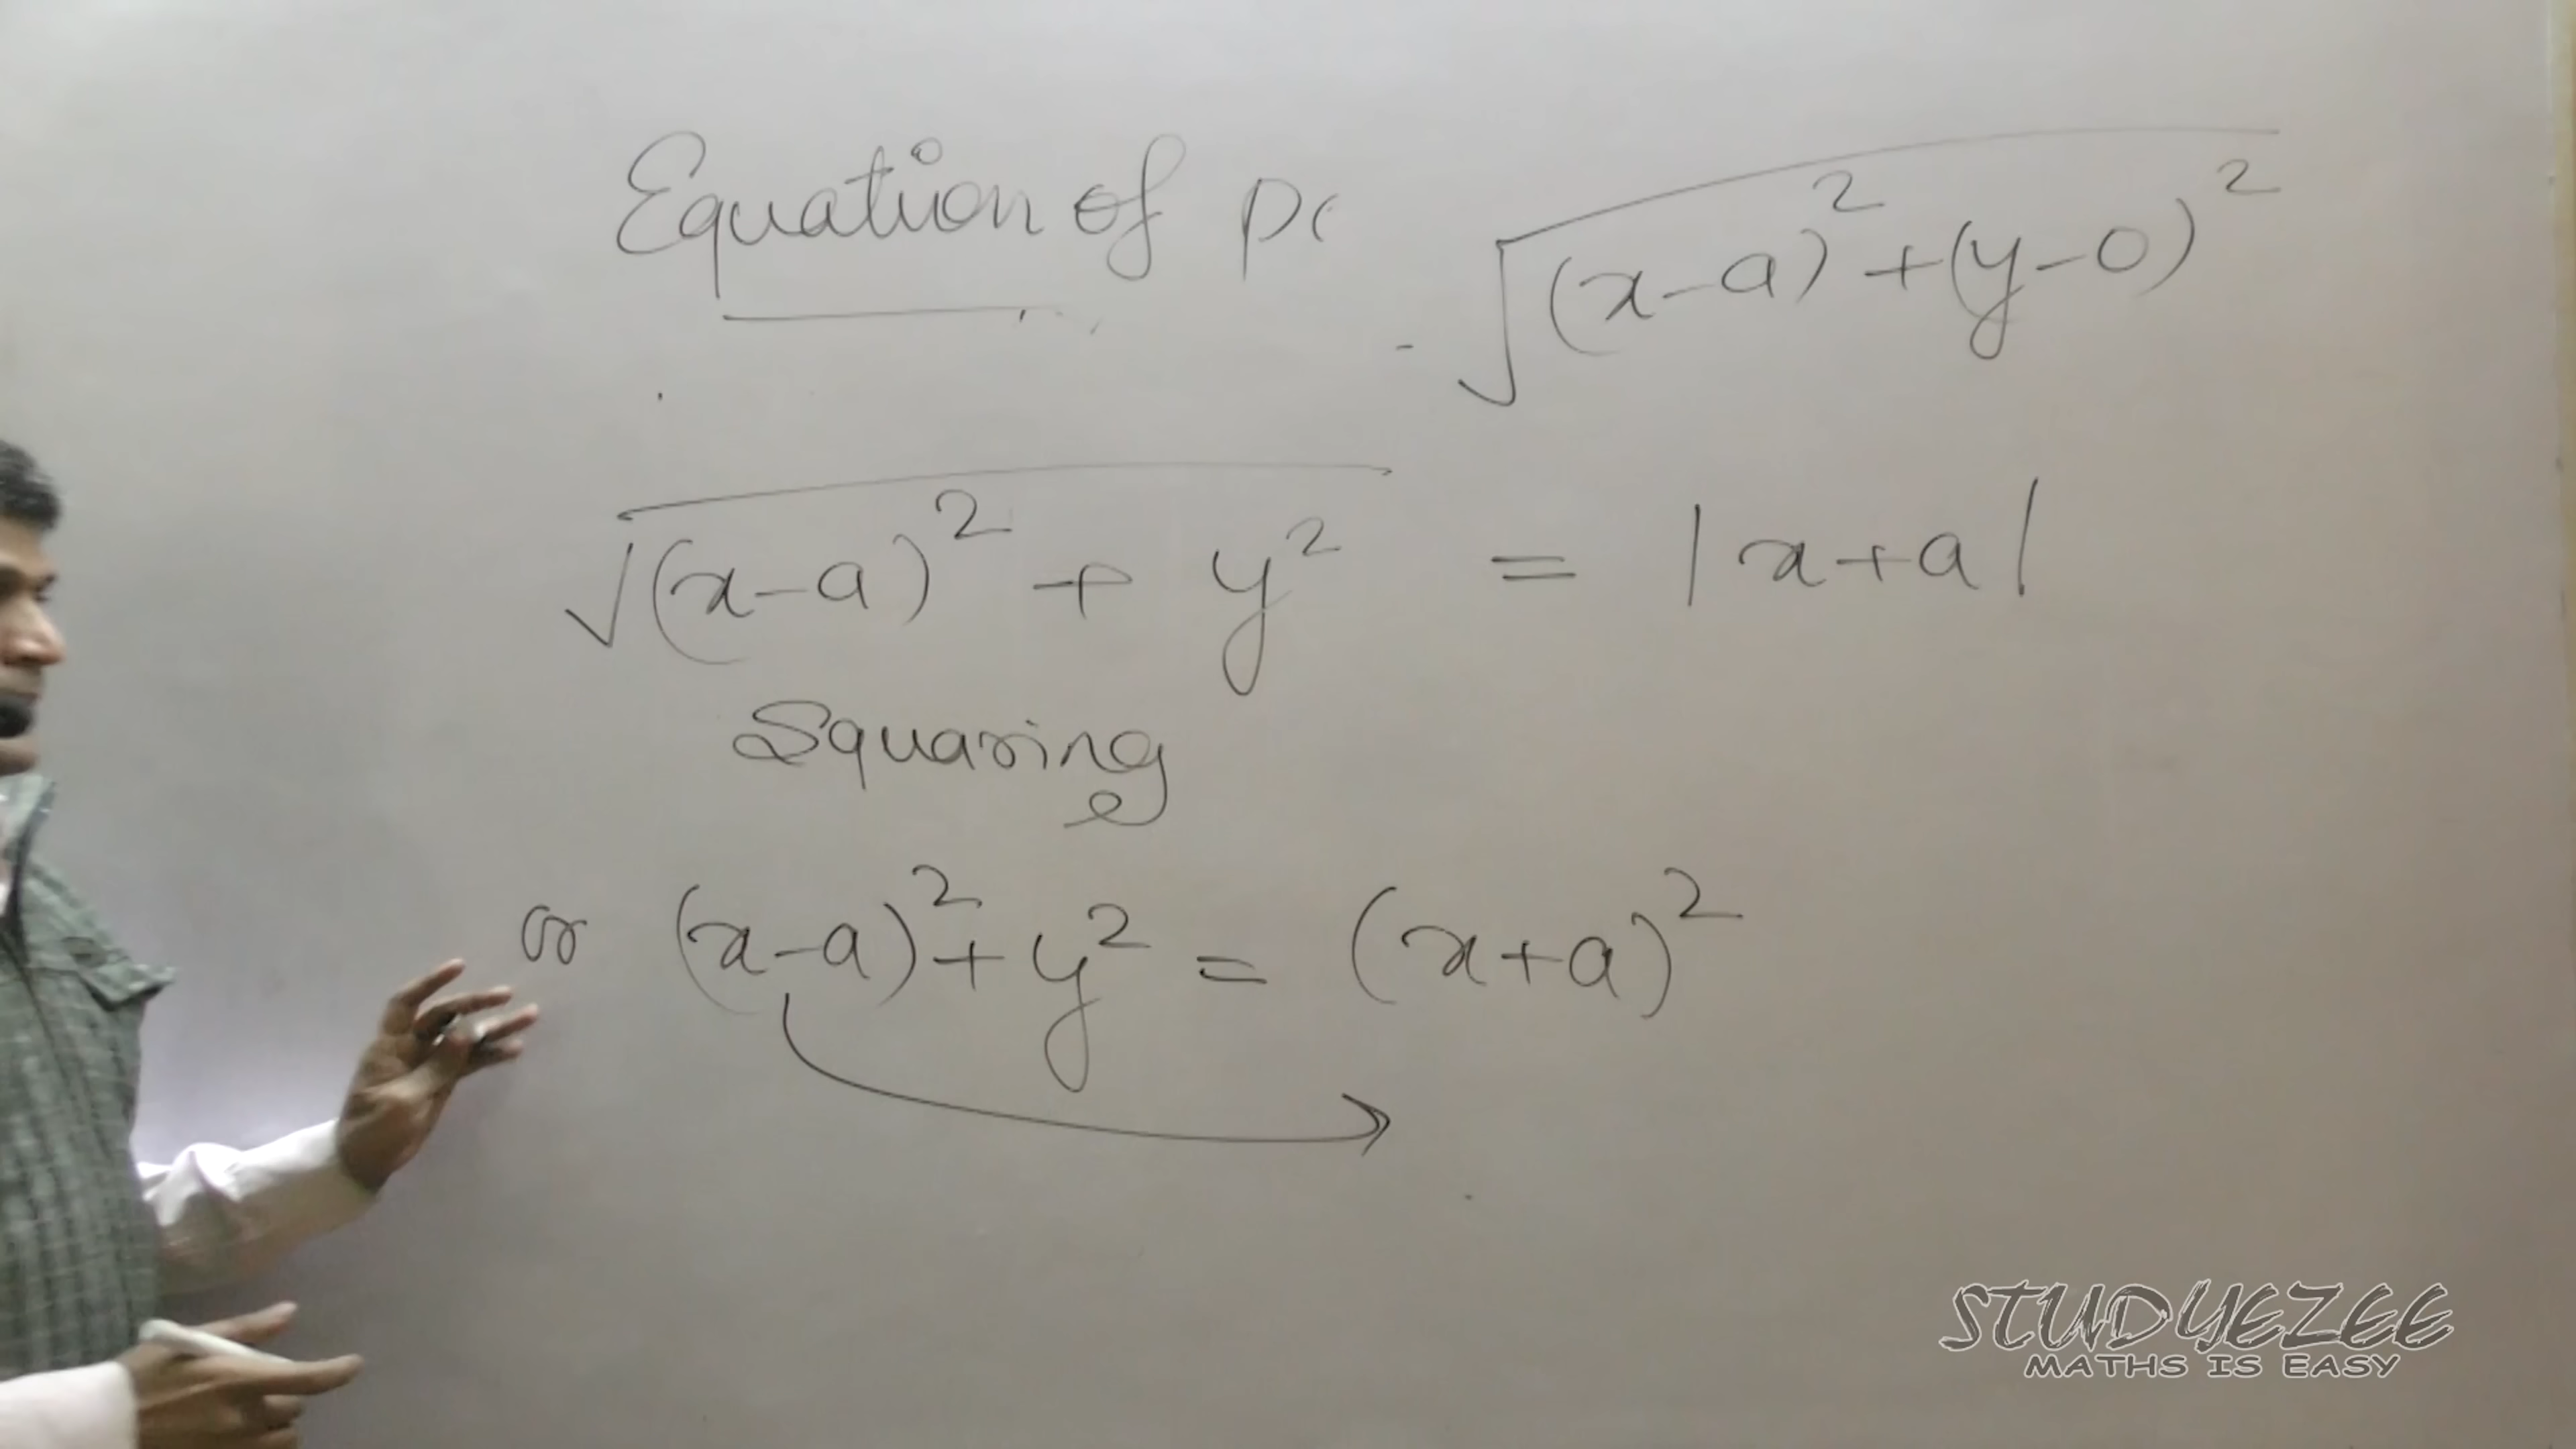 Equation of
√(x-a)²+(y-0)²
√(x-a)² + y² = |x+a|
Squaring
or (x-a)²+y² = (x+a)²
STUDYEZEE
MATHS IS EASY